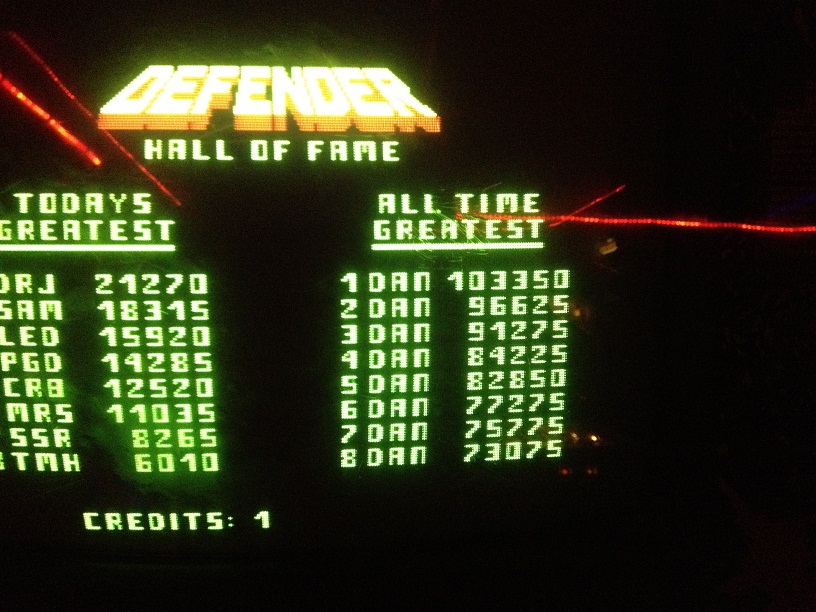 DEFENDER
HALL OF FAME
TODAYS
GREATEST
DRJ 21270
SAM 18315
LED 15920
PGD 14285
CRB 12520
MRS 11035
SSR 8265
TMH 6010
ALL TIME
GREATEST
1 DAN 103350
2 DAN 96625
3 DAN 91275
4 DAN 84225
5 DAN 82850
6 DAN 77275
7 DAN 75775
8 DAN 73075
CREDITS: 1